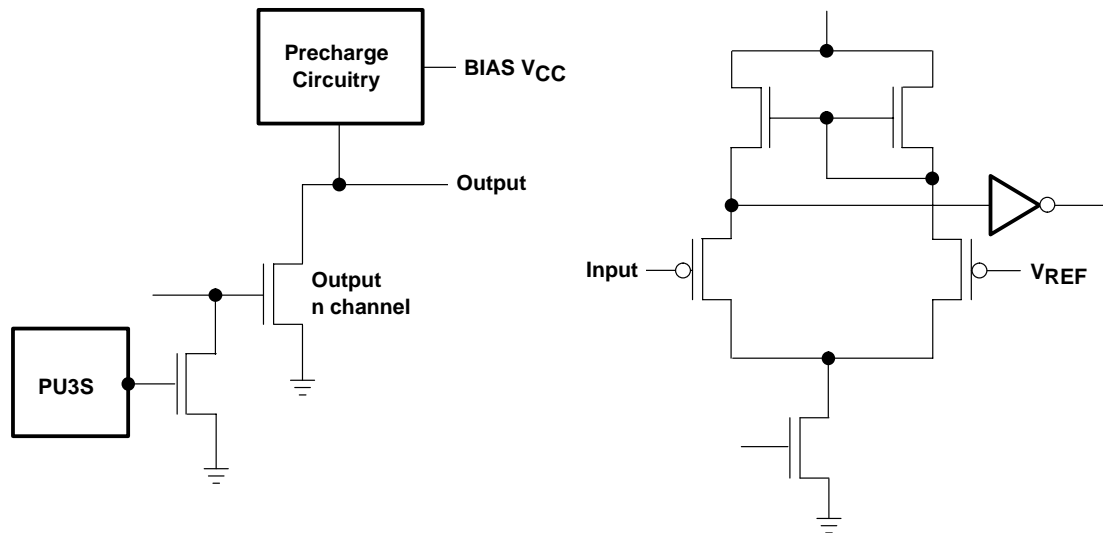 Precharge
Circuitry
BIAS VCC
Output
Output
n channel
PU3S
Input
VREF